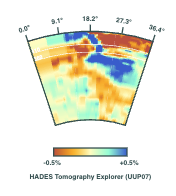 0.0° 9.1° 18.2° 27.3° 36.4°
-0.5% +0.5%
HADES Tomography Explorer (UUP07)